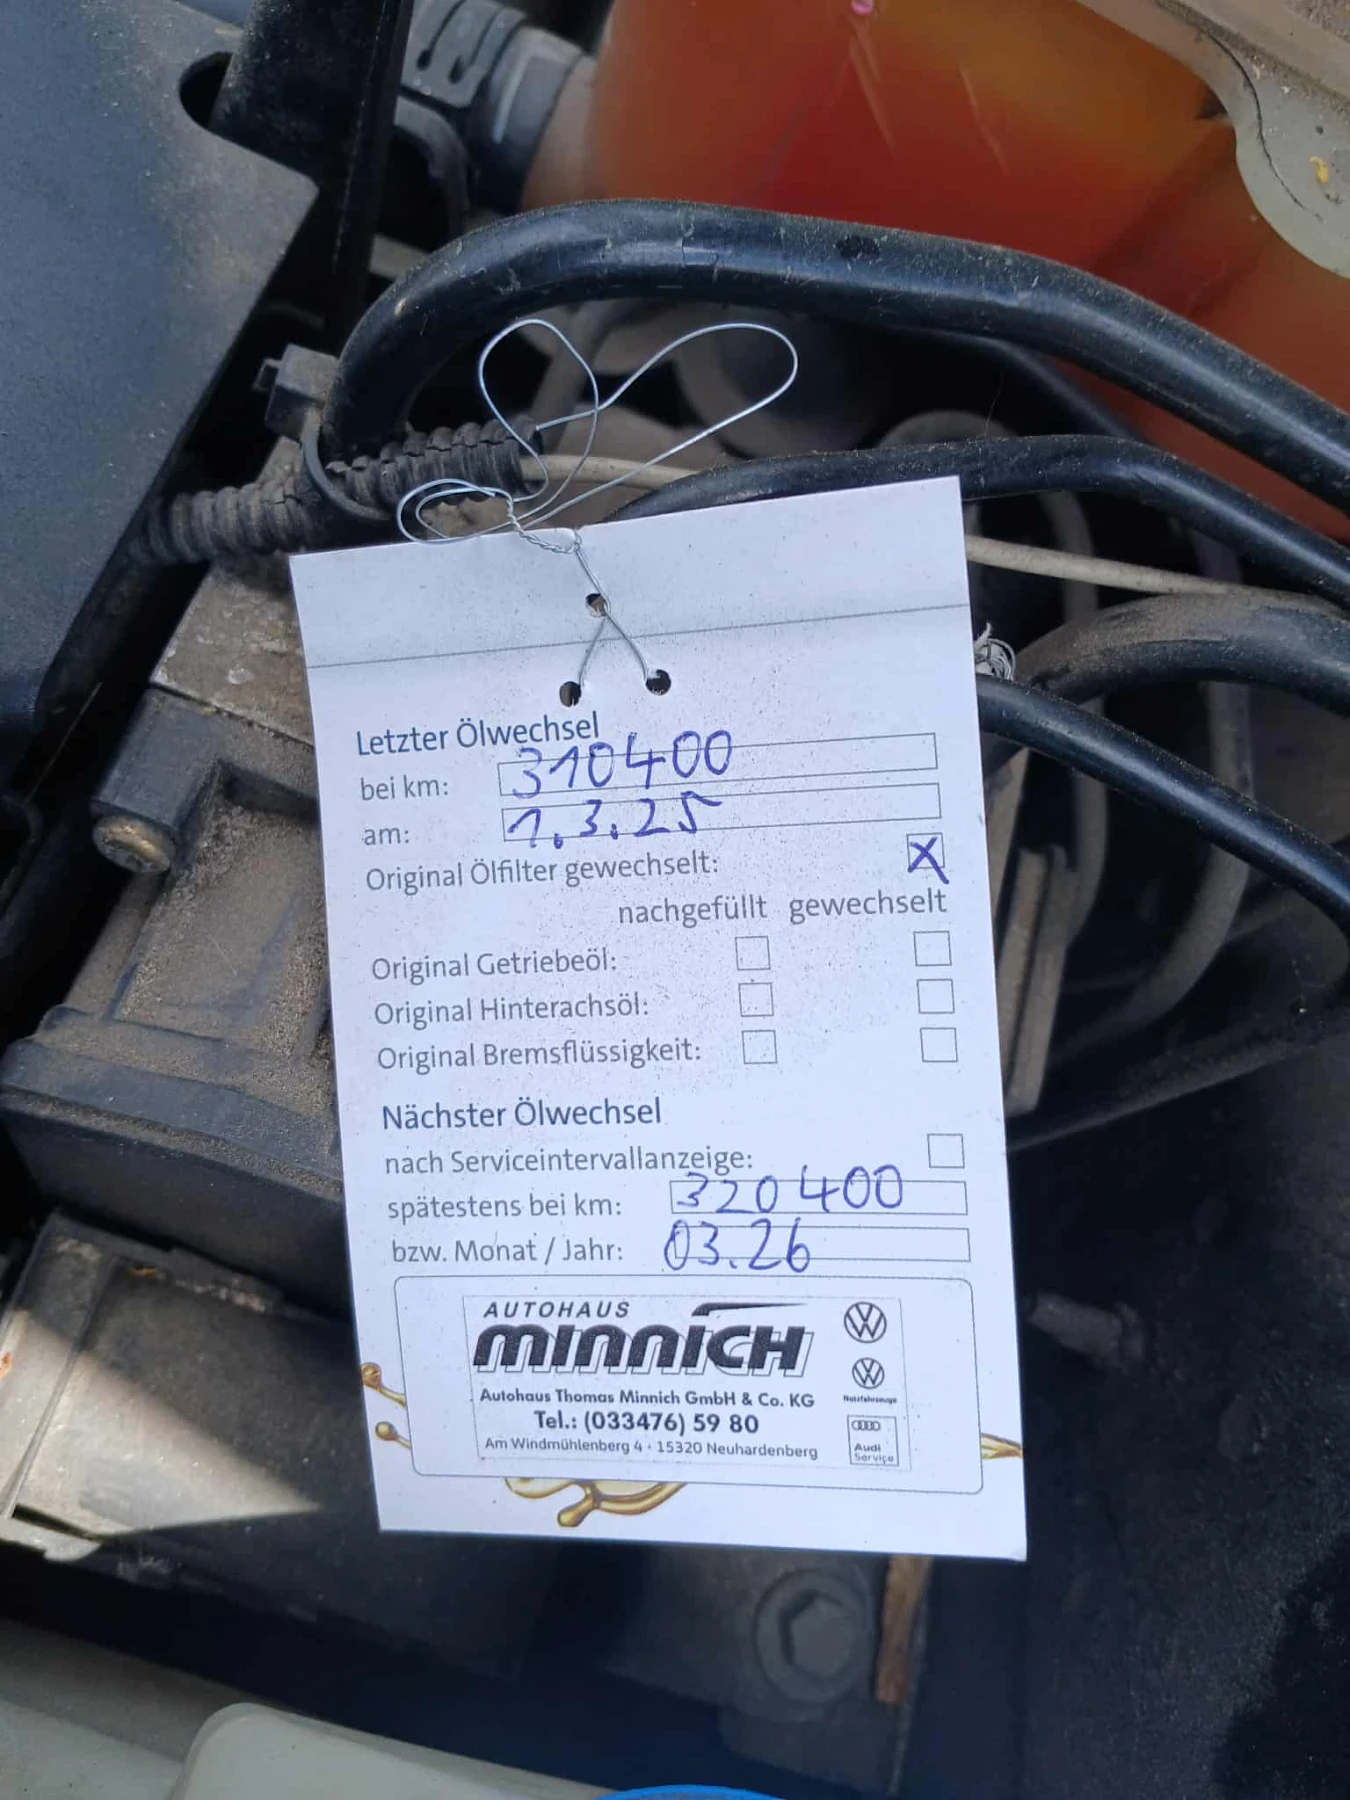 Letzter Ölwechsel
bei km: 310400
am: 1.3.25
Original Ölfilter gewechselt: X
nachgefüllt gewechselt
Original Getriebeöl:
Original Hinterachsöl:
Original Bremsflüssigkeit:
Nächster Ölwechsel
nach Serviceintervallanzeige:
spätestens bei km: 320400
bzw. Monat / Jahr: 03.26
AUTOHAUS
MINNICH
Autohaus Thomas Minnich GmbH & Co. KG
Tel.: (033476) 59 80
Am Windmühlenberg 4 · 15320 Neuhardenberg
Nutzfahrzeuge
Audi
Service